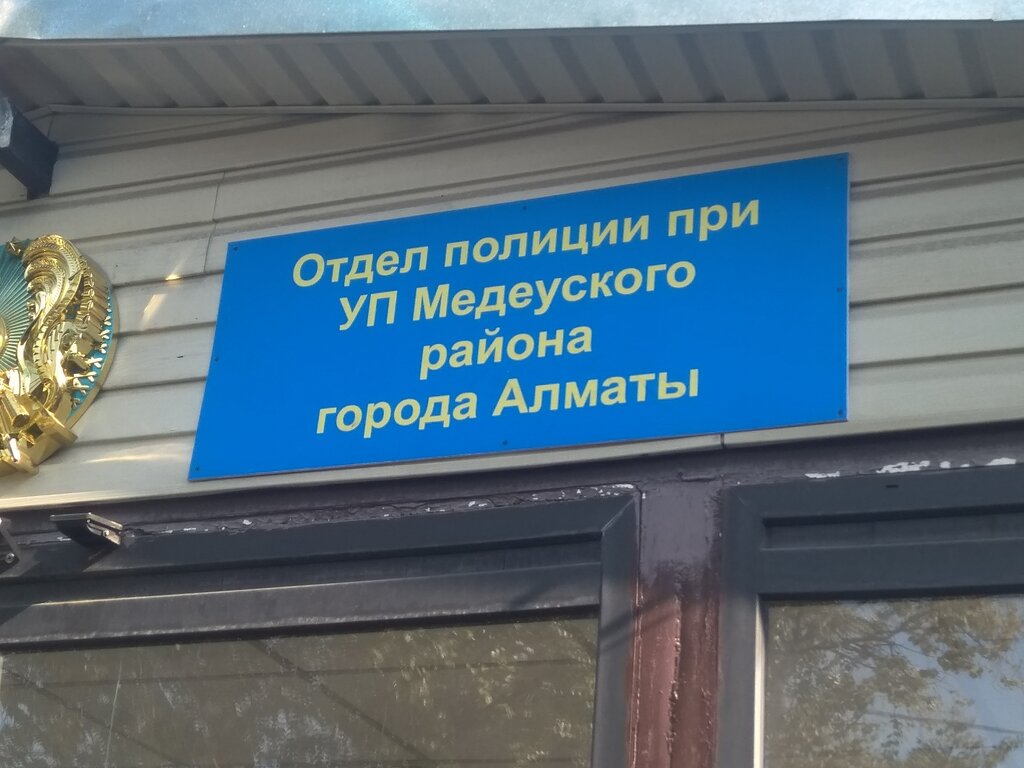 Отдел полиции при
УП Медеуского
района
города Алматы